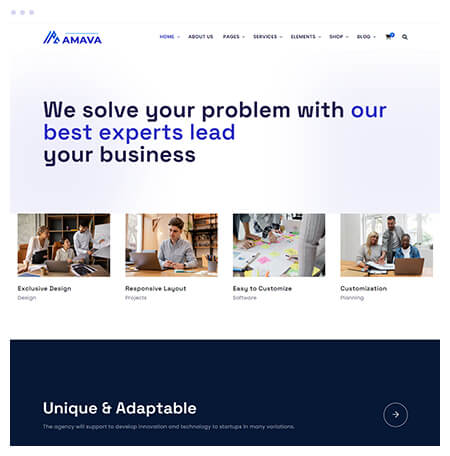 AMAVA
HOME ABOUT US PAGES SERVICES ELEMENTS SHOP BLOG
We solve your problem with our
best experts lead
your business
Exclusive Design
Design
Responsive Layout
Projects
Easy to Customize
Software
Customization
Planning
Unique & Adaptable
The agency will support to develop innovation and technology to startups in many variations.